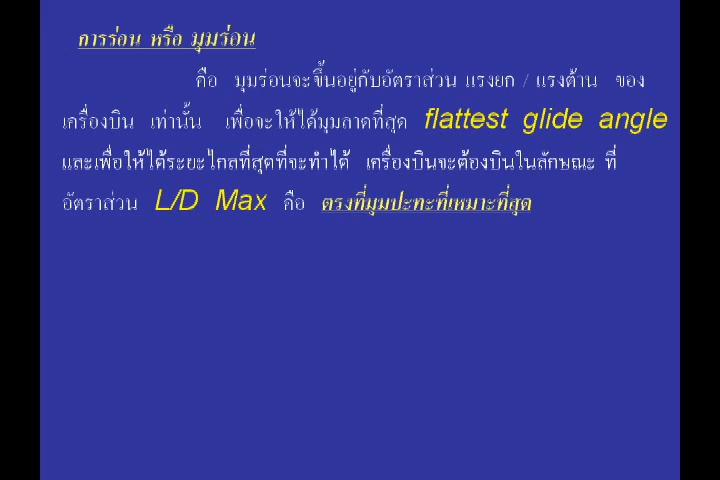 การร่อน หรือ มุมร่อน
คือ มุมร่อนจะขึ้นอยู่กับอัตราส่วน แรงยก / แรงต้าน ของ
เครื่องบิน เท่านั้น เพื่อจะให้ได้มุมลาดที่สุด flattest glide angle
และเพื่อให้ได้ระยะไกลที่สุดที่จะทำได้ เครื่องบินจะต้องบินในลักษณะ ที่
อัตราส่วน L/D Max คือ ตรงที่มุมปะทะที่เหมาะที่สุด